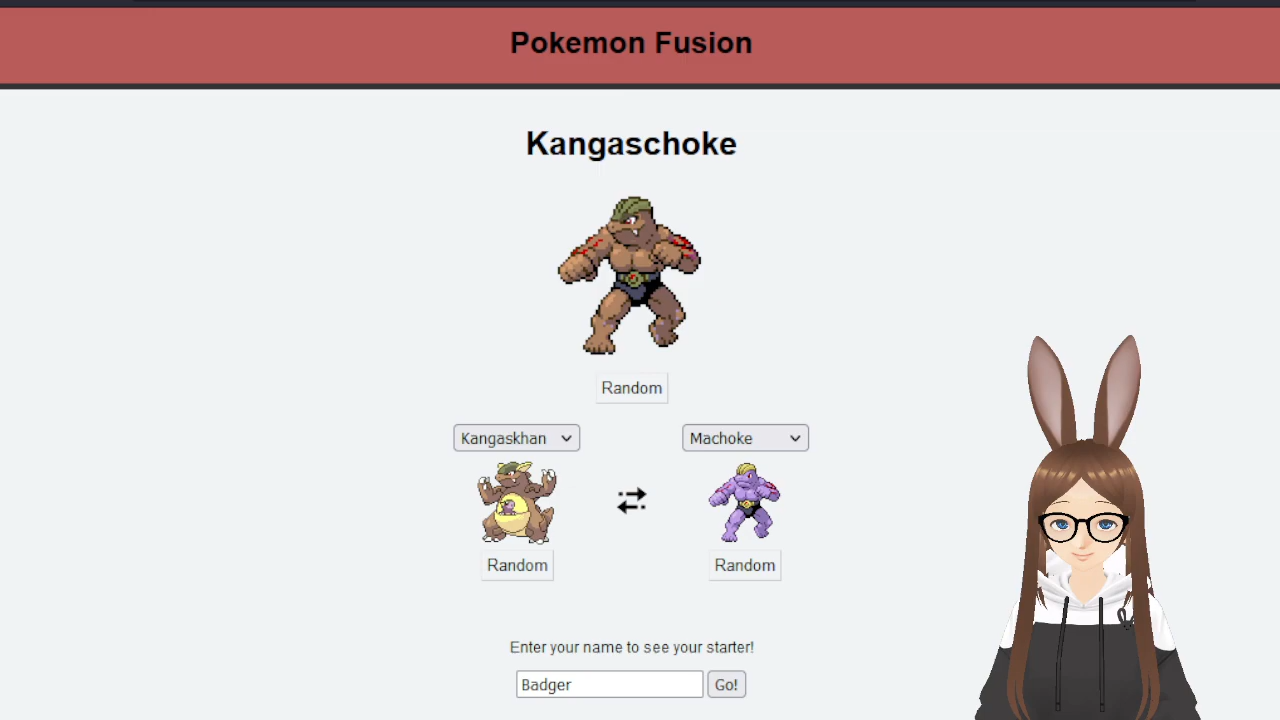 Pokemon Fusion
Kangaschoke
Random
Kangaskhan Machoke
Random Random
Enter your name to see your starter!
Badger Go!